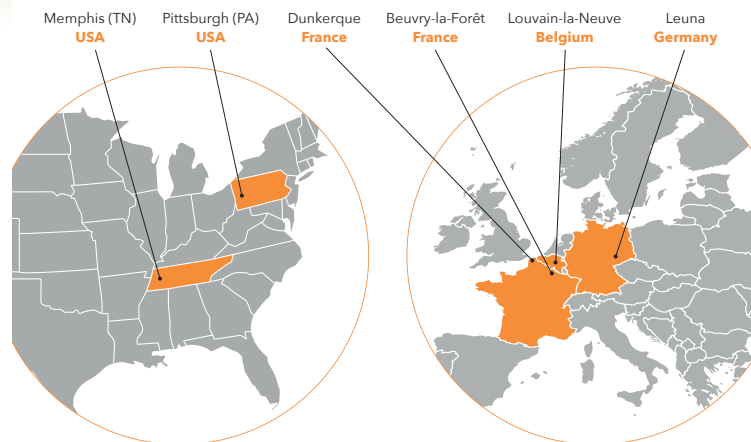 Memphis (TN)
USA
Pittsburgh (PA)
USA
Dunkerque
France
Beuvry-la-Forêt
France
Louvain-la-Neuve
Belgium
Leuna
Germany